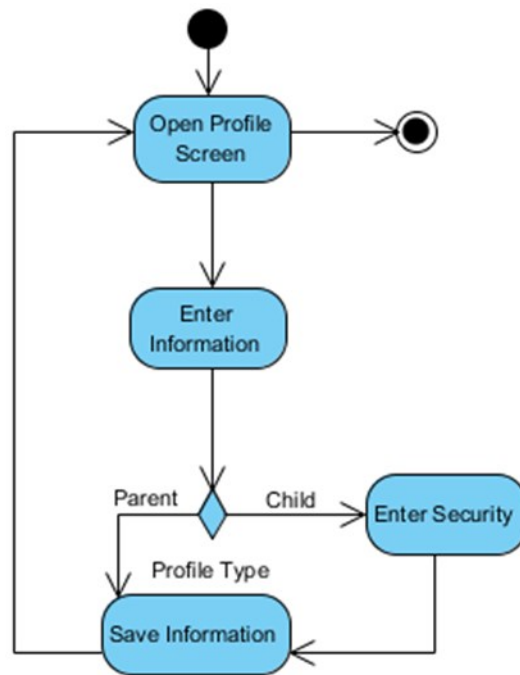 Open Profile
Screen
Enter
Information
Parent
Child
Enter Security
Profile Type
Save Information